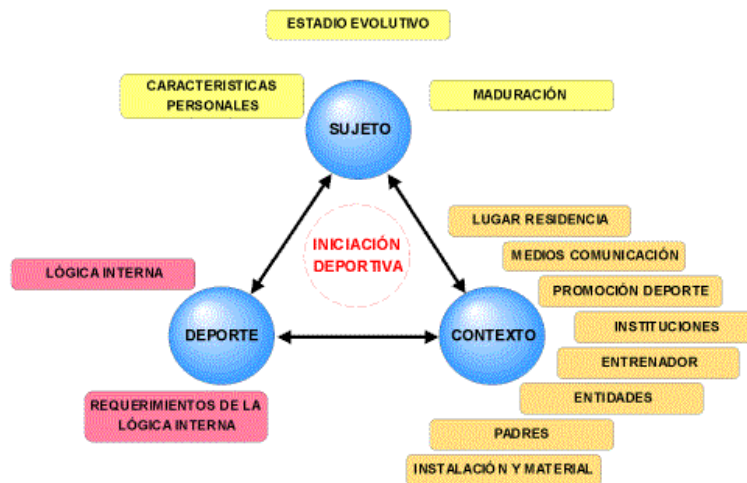 ESTADIO EVOLUTIVO
CARACTERISTICAS
PERSONALES
MADURACIÓN
SUJETO
LUGAR RESIDENCIA
INICIACIÓN
DEPORTIVA
MEDIOS COMUNICACIÓN
LÓGICA INTERNA
PROMOCIÓN DEPORTE
INSTITUCIONES
DEPORTE
CONTEXTO
ENTRENADOR
ENTIDADES
REQUERIMIENTOS DE LA
LÓGICA INTERNA
PADRES
INSTALACIÓN Y MATERIAL